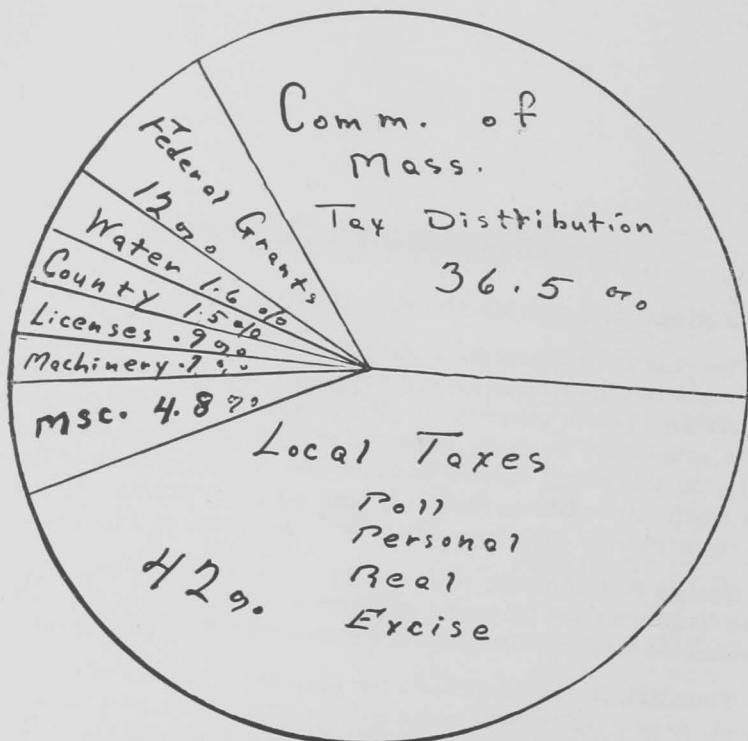 Comm. of
Mass.
Tax Distribution
36.5 %
Federal Grants
12 %
Water 1.6 %
County 1.5 %
Licenses .9 %
Machinery .7 %
MSC. 4.8 %
Local Taxes
Poll
Personal
Real
Excise
42 %